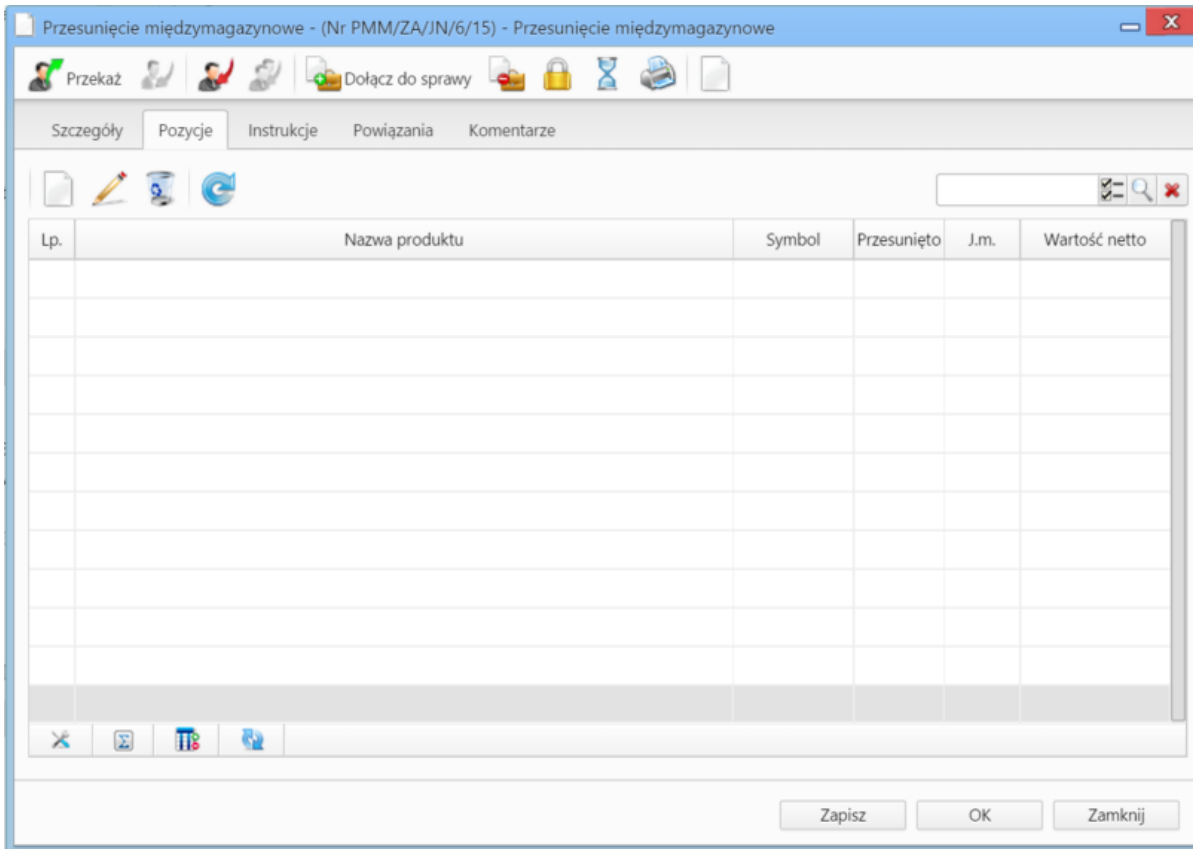 Przesunięcie międzymagazynowe - (Nr PMM/ZA/JN/6/15) - Przesunięcie międzymagazynowe
Przekaż Dołącz do sprawy
Szczegóły Pozycje Instrukcje Powiązania Komentarze
Lp. Nazwa produktu Symbol Przesunięto J.m. Wartość netto
Zapisz OK Zamknij